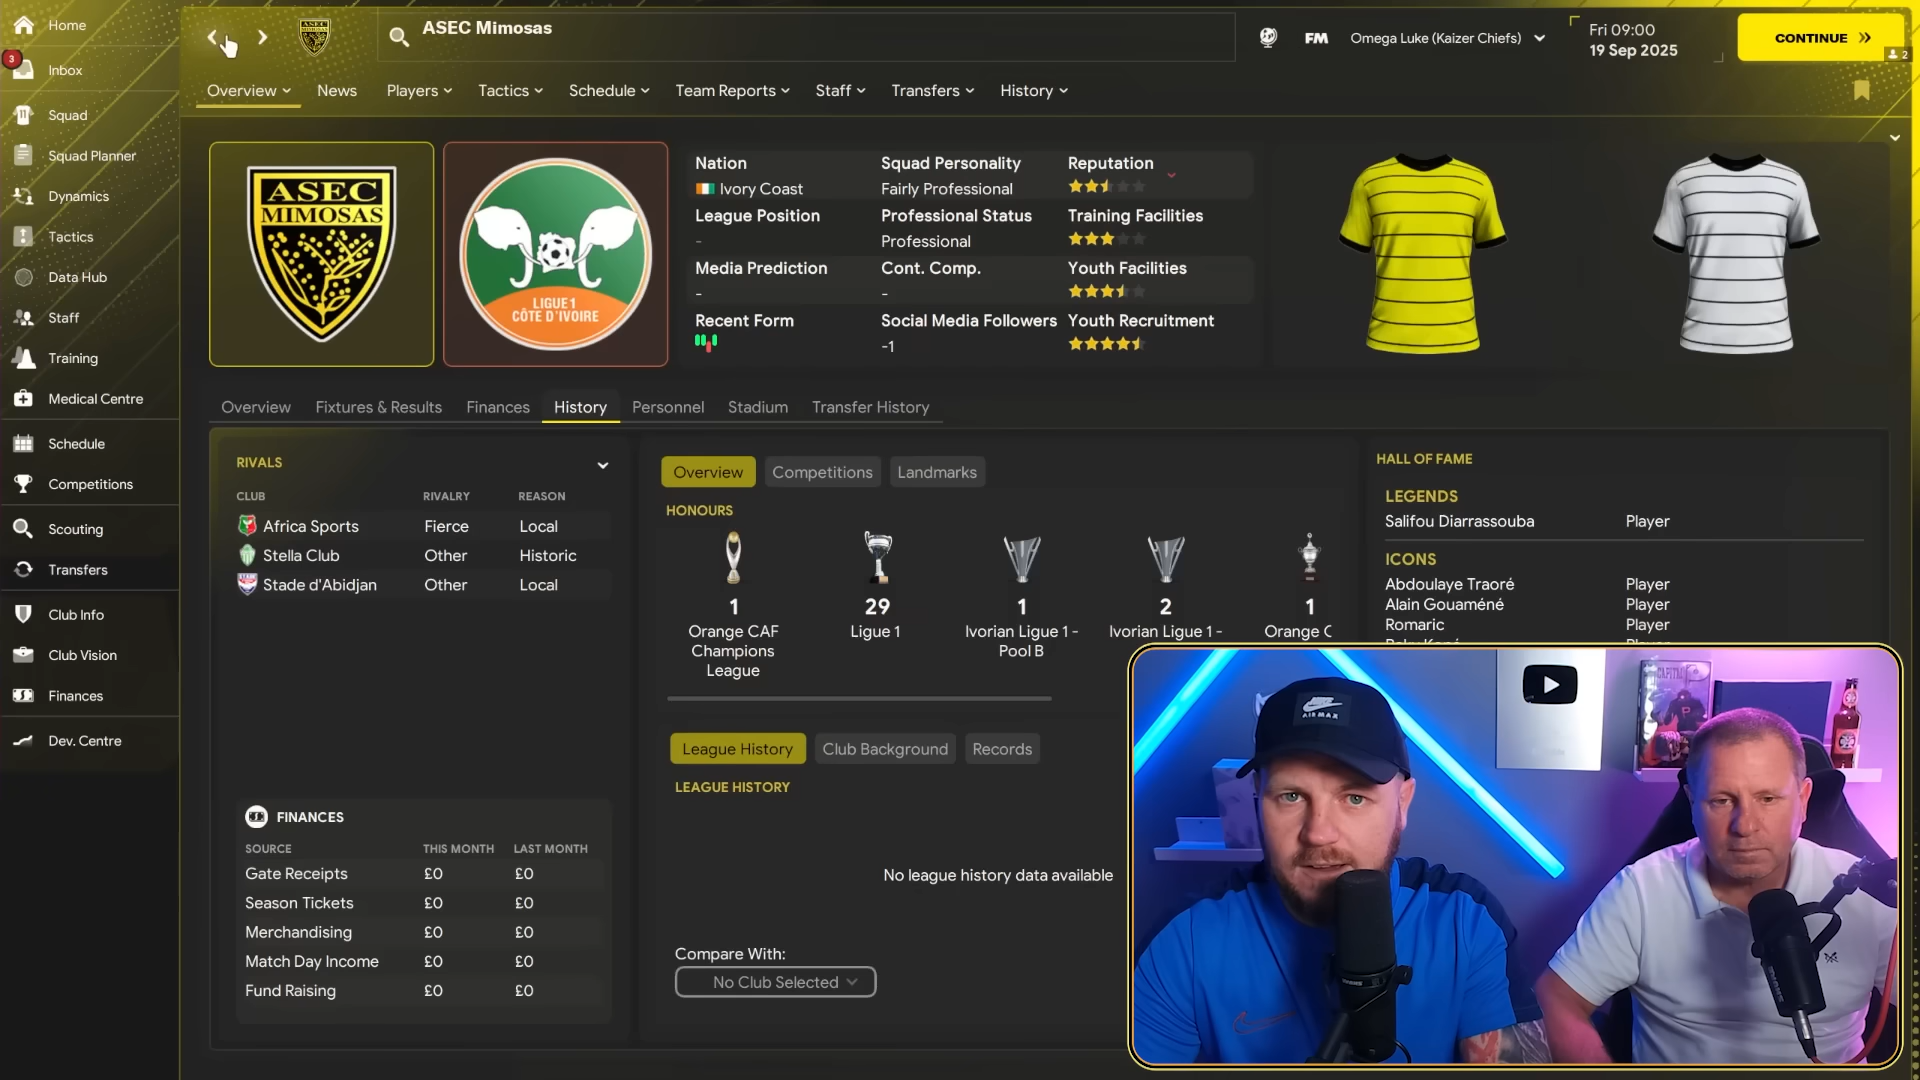 Home
3
Inbox
Squad
Squad Planner
Dynamics
Tactics
Data Hub
Staff
Training
Medical Centre
Schedule
Competitions
Scouting
Transfers
Club Info
Club Vision
Finances
Dev. Centre
ASEC Mimosas
FM
Omega Luke (Kaizer Chiefs)
Fri 09:00
19 Sep 2025
CONTINUE
2
Overview
News
Players
Tactics
Schedule
Team Reports
Staff
Transfers
History
ASEC
MIMOSAS
LIGUE 1
CÔTE D'IVOIRE
Nation
Ivory Coast
Squad Personality
Fairly Professional
Reputation
League Position
-
Professional Status
Professional
Training Facilities
Media Prediction
-
Cont. Comp.
-
Youth Facilities
Recent Form
Social Media Followers
-1
Youth Recruitment
Overview
Fixtures & Results
Finances
History
Personnel
Stadium
Transfer History
RIVALS
CLUB RIVALRY REASON
Africa Sports Fierce Local
Stella Club Other Historic
Stade d'Abidjan Other Local
FINANCES
SOURCE THIS MONTH LAST MONTH
Gate Receipts £0 £0
Season Tickets £0 £0
Merchandising £0 £0
Match Day Income £0 £0
Fund Raising £0 £0
Overview
Competitions
Landmarks
HONOURS
1
Orange CAF
Champions
League
29
Ligue 1
1
Ivorian Ligue 1 -
Pool B
2
Ivorian Ligue 1 -
1
Orange C
League History
Club Background
Records
LEAGUE HISTORY
No league history data available
Compare With:
No Club Selected
HALL OF FAME
LEGENDS
Salifou Diarrassouba Player
ICONS
Abdoulaye Traoré Player
Alain Gouaméné Player
Romaric Player
AIR MAX